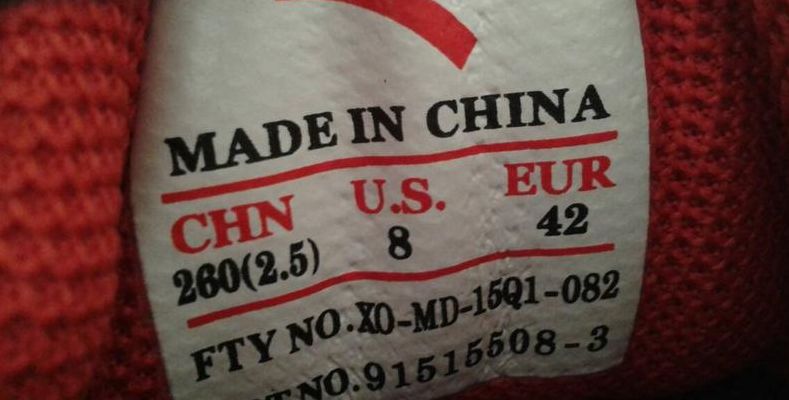 MADE IN CHINA
CHN U.S. EUR
260(2.5) 8 42
FTY NO.XO-MD-15Q1-082
NO.91515508-3